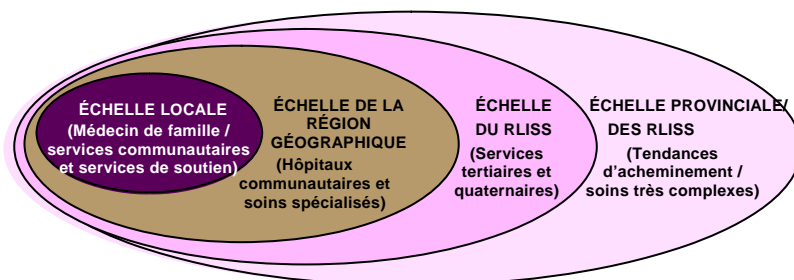 ÉCHELLE LOCALE
(Médecin de famille /
services communautaires
et services de soutien)
ÉCHELLE DE LA
RÉGION
GÉOGRAPHIQUE
(Hôpitaux
communautaires et
soins spécialisés)
ÉCHELLE
DU RLISS
(Services
tertiaires et
quaternaires)
ÉCHELLE PROVINCIALE/
DES RLISS
(Tendances
d'acheminement /
soins très complexes)